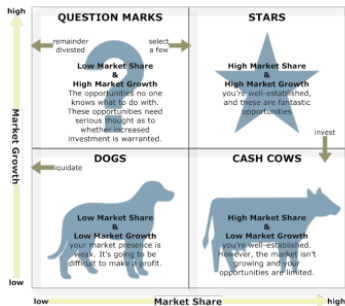 high
QUESTION MARKS
STARS
remainder
divested
select
a few
Low Market Share
&
High Market Growth
The opportunities no one
knows what to do with.
These opportunities need
serious thought as to
whether increased
investment is warranted.
High Market Share
&
High Market Growth
you're well-established,
and these are fantastic
opportunities
invest
Market Growth
DOGS
CASH COWS
liquidate
Low Market Share
&
Low Market Growth
your market presence is
weak. It's going to be
difficult to make a profit.
High Market Share
&
Low Market Growth
you're well-established.
However, the market isn't
growing and your
opportunities are limited.
low
low
Market Share
high